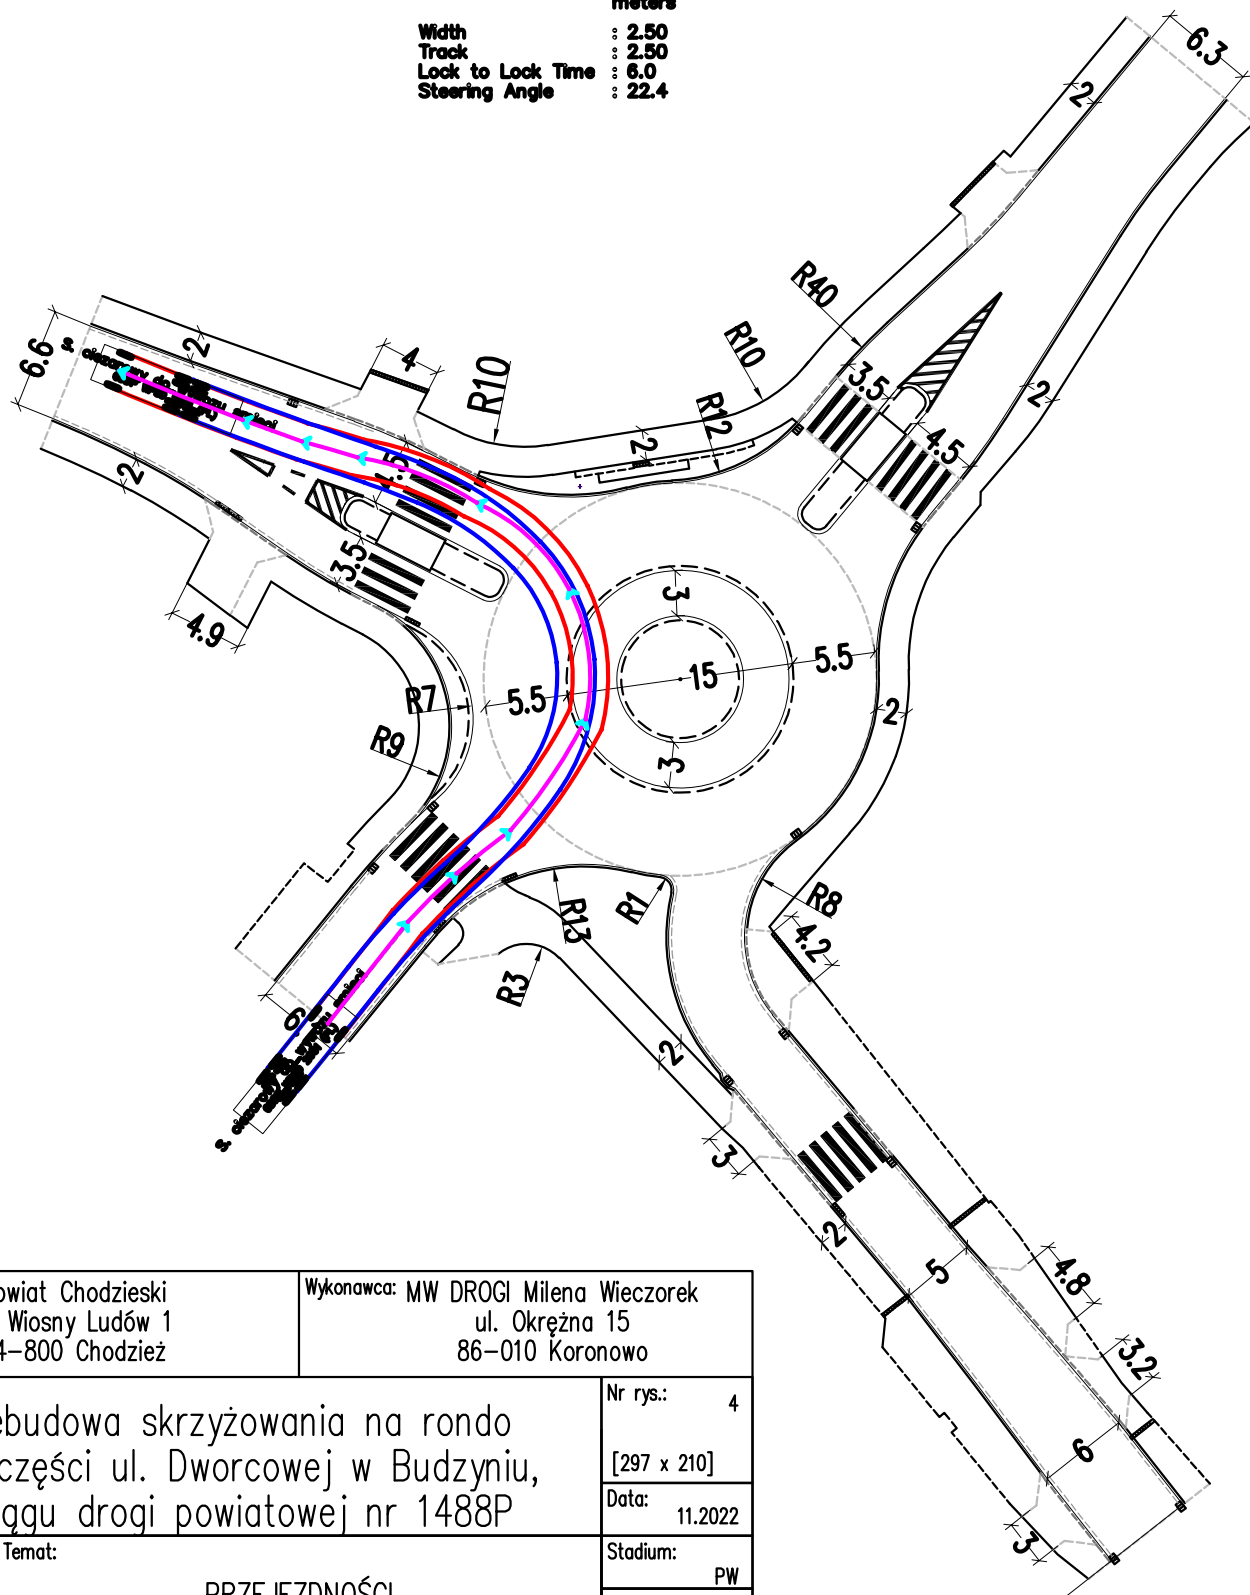 meters
Width : 2.50
Track : 2.50
Lock to Lock Time : 6.0
Steering Angle : 22.4
6.3
2
R40
R10
R10
R12
3.5
4.5
2
2
4
2
6.6
2
4.5
3.5
4.9
3
15
5.5
5.5
3
2
R7
R9
R13
R1
R8
R3
4.2
6
2
3
2
5
4.8
3.2
6
3
owiat Chodzieski
Wiosny Ludów 1
4-800 Chodzież
Wykonawca: MW DROGI Milena Wieczorek
ul. Okrężna 15
86-010 Koronowo
ebudowa skrzyżowania na rondo
części ul. Dworcowej w Budzyniu,
ągu drogi powiatowej nr 1488P
Nr rys.: 4
[297 x 210]
Data: 11.2022
Temat:
PRZEJEZDNOŚCI
Stadium:
PW